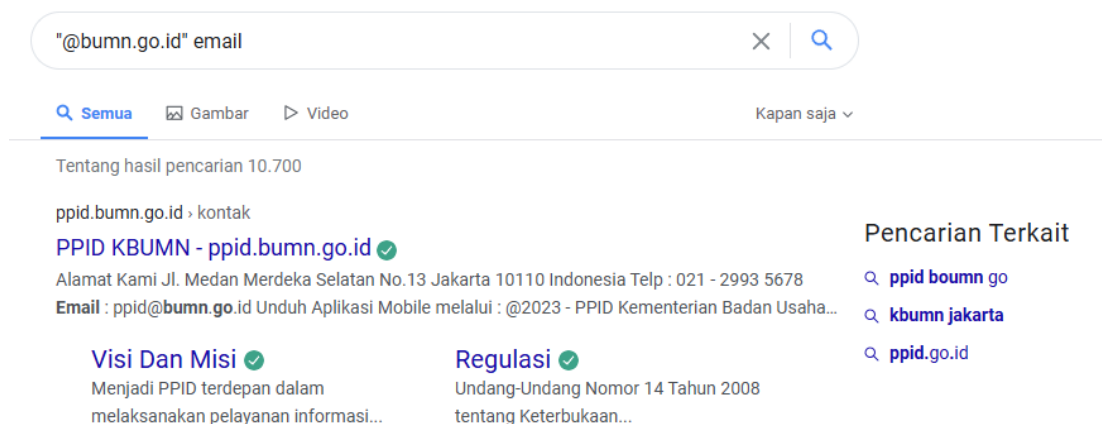 "@bumn.go.id" email
Semua Gambar Video Kapan saja
Tentang hasil pencarian 10.700
ppid.bumn.go.id › kontak
PPID KBUMN - ppid.bumn.go.id
Alamat Kami Jl. Medan Merdeka Selatan No.13 Jakarta 10110 Indonesia Telp : 021 - 2993 5678
Email : ppid@bumn.go.id Unduh Aplikasi Mobile melalui : @2023 - PPID Kementerian Badan Usaha...
Visi Dan Misi
Menjadi PPID terdepan dalam
melaksanakan pelayanan informasi...
Regulasi
Undang-Undang Nomor 14 Tahun 2008
tentang Keterbukaan...
Pencarian Terkait
ppid boumn go
kbumn jakarta
ppid.go.id